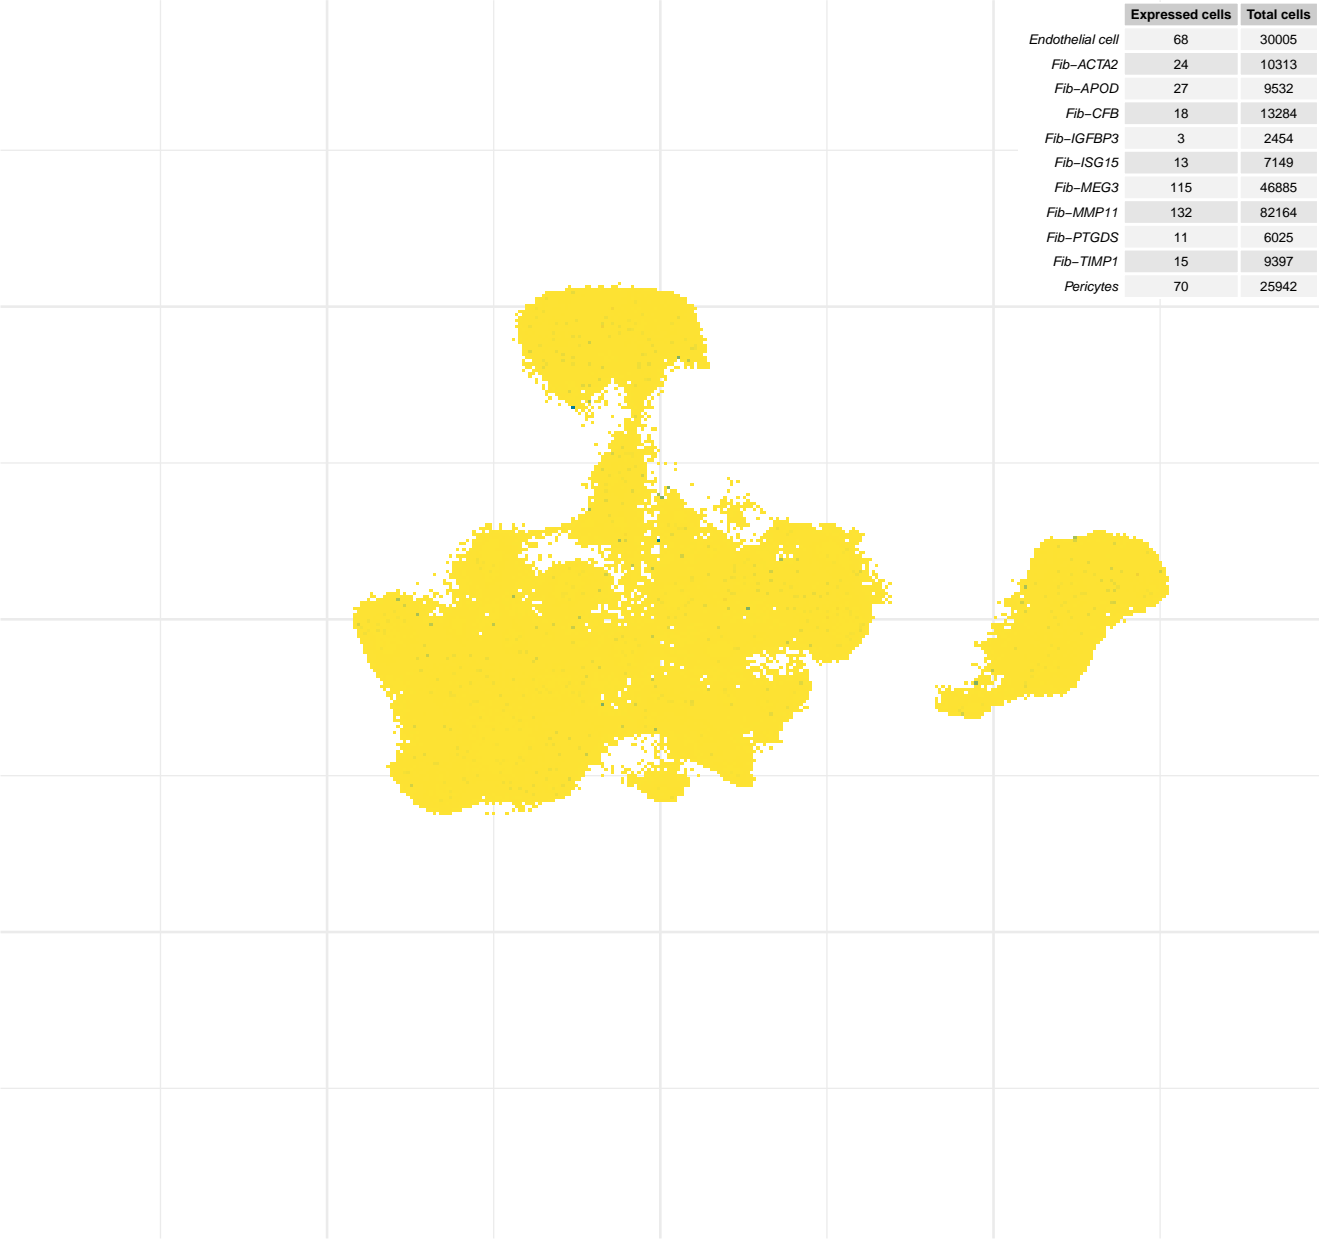 Expressed cells Total cells
Endothelial cell 68 30005
Fib−ACTA2 24 10313
Fib−APOD 27 9532
Fib−CFB 18 13284
Fib−IGFBP3 3 2454
Fib−ISG15 13 7149
Fib−MEG3 115 46885
Fib−MMP11 132 82164
Fib−PTGDS 11 6025
Fib−TIMP1 15 9397
Pericytes 70 25942